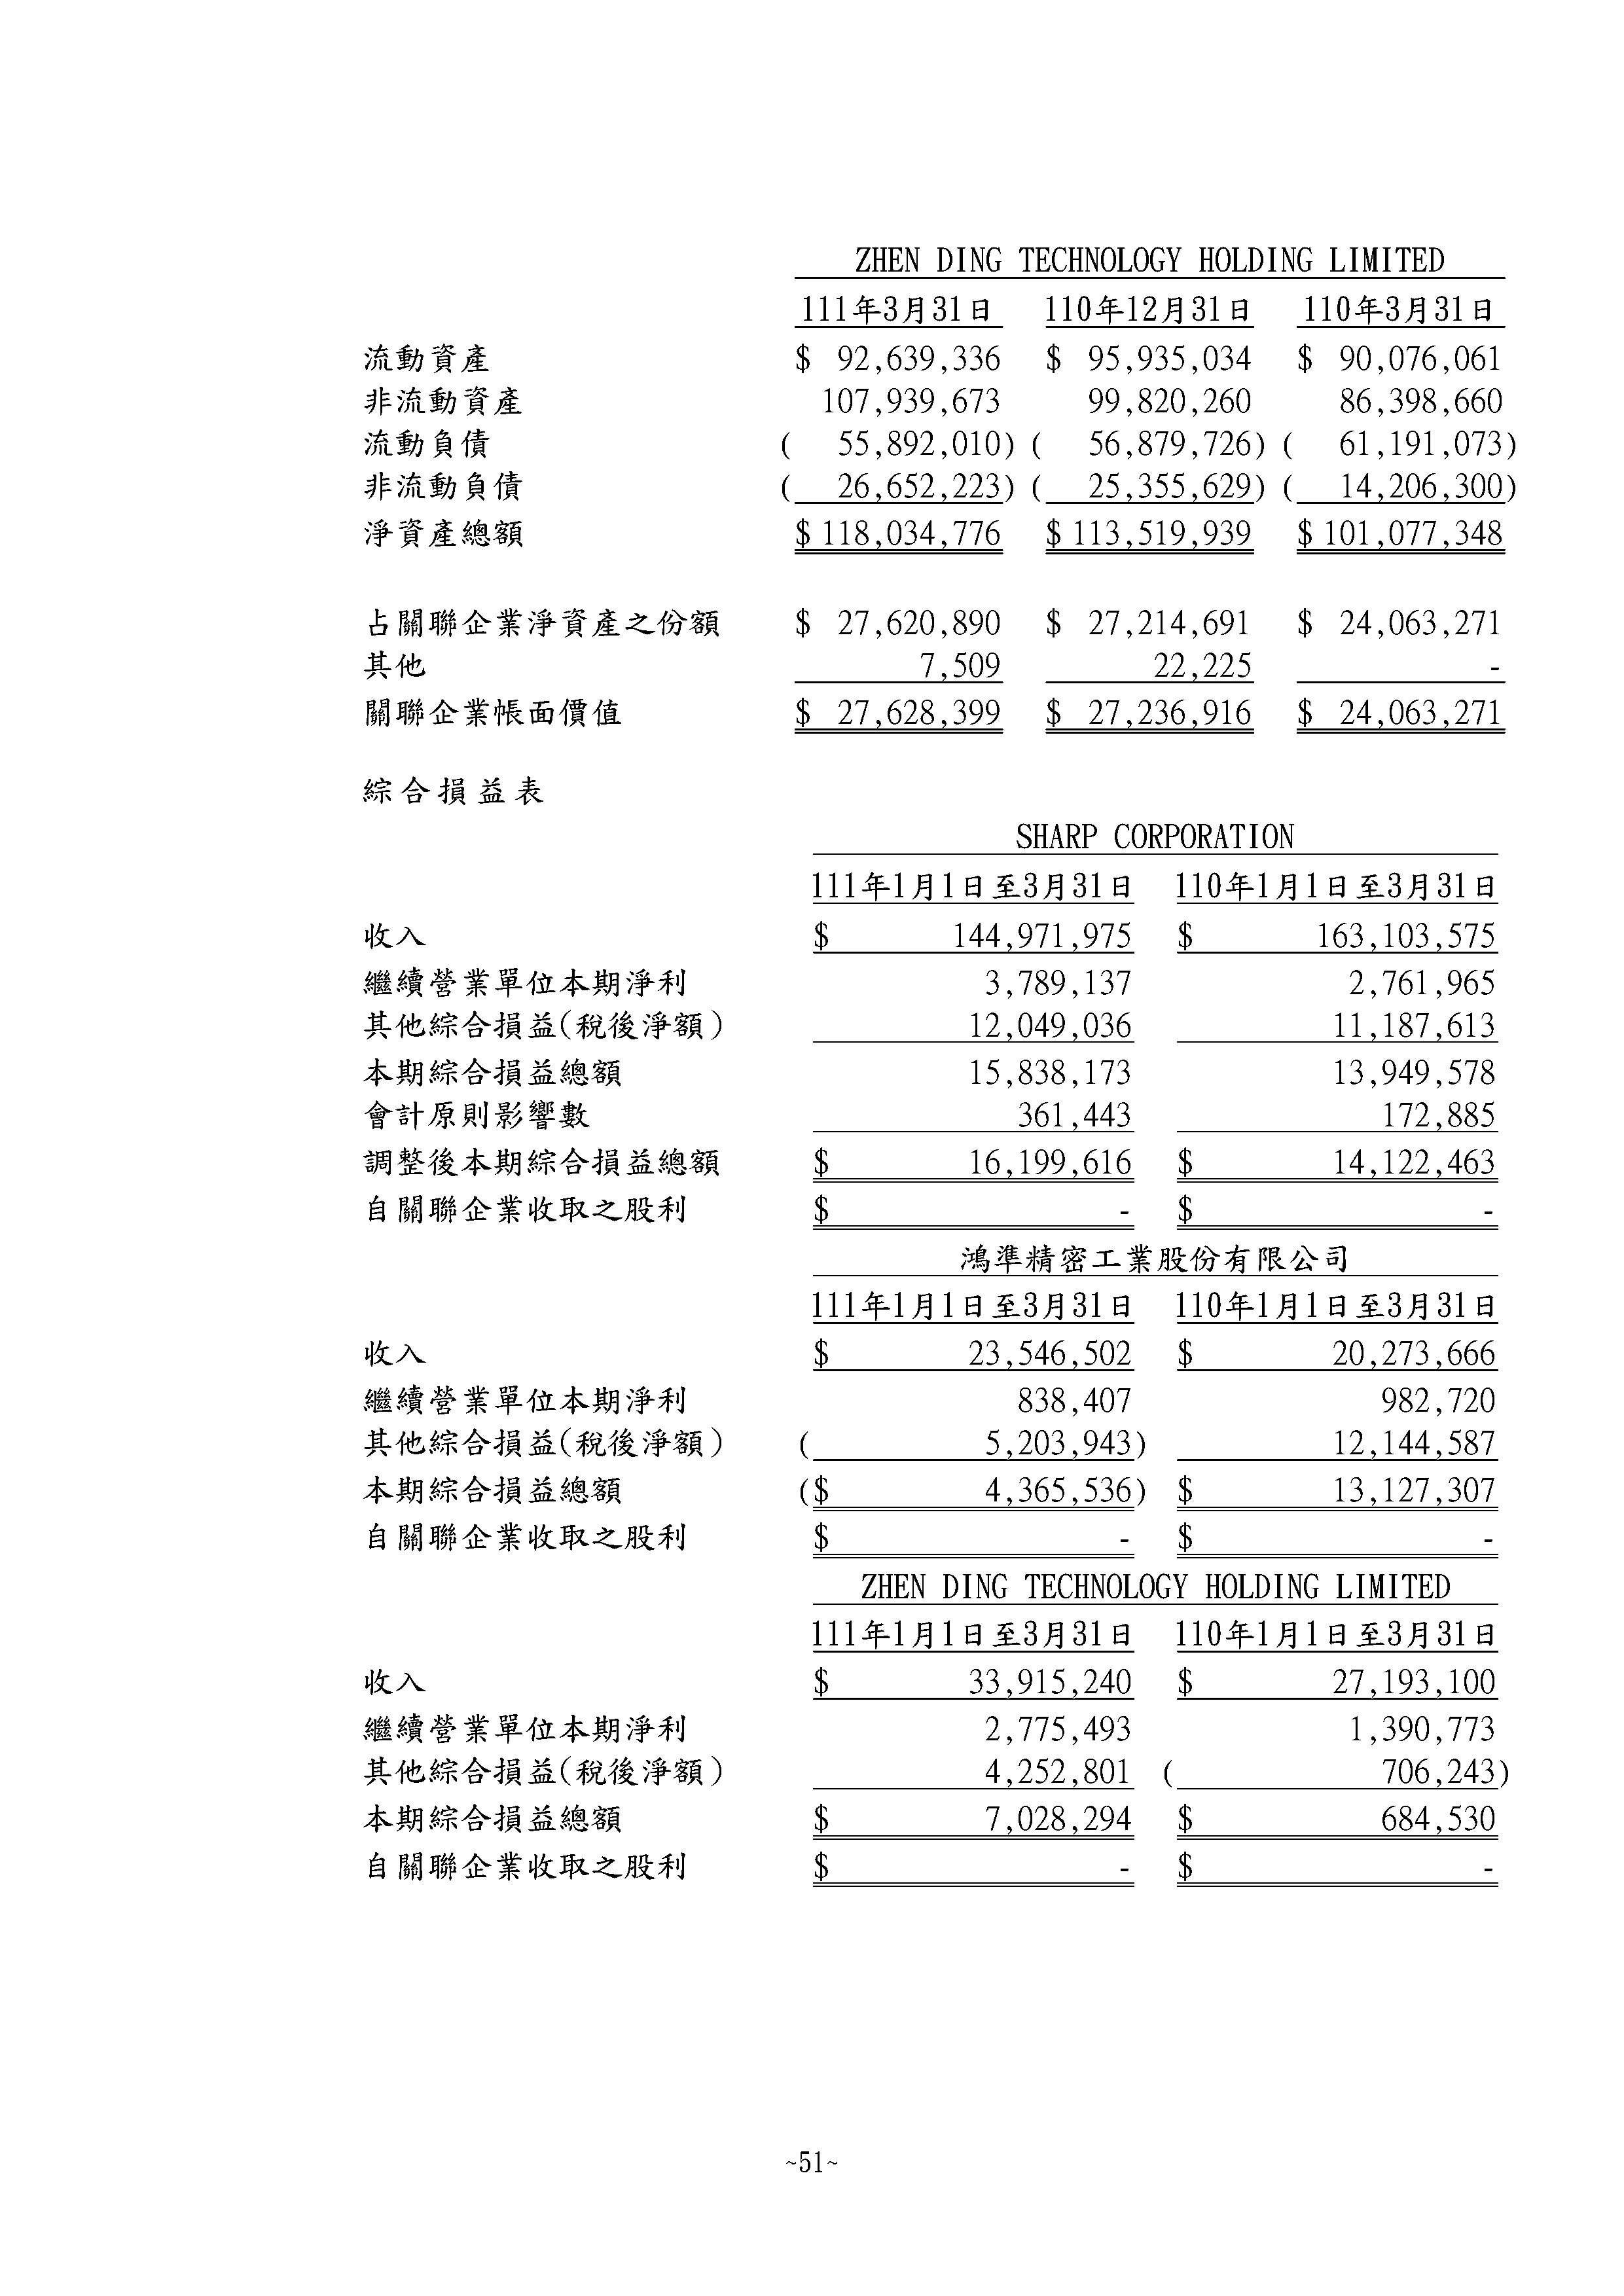 ZHEN DING TECHNOLOGY HOLDING LIMITED
111年3月31日 110年12月31日 110年3月31日
流動資產 $ 92,639,336 $ 95,935,034 $ 90,076,061
非流動資產 107,939,673 99,820,260 86,398,660
流動負債 ( 55,892,010) ( 56,879,726) ( 61,191,073)
非流動負債 ( 26,652,223) ( 25,355,629) ( 14,206,300)
淨資產總額 $ 118,034,776 $ 113,519,939 $ 101,077,348
占關聯企業淨資產之份額 $ 27,620,890 $ 27,214,691 $ 24,063,271
其他 7,509 22,225 -
關聯企業帳面價值 $ 27,628,399 $ 27,236,916 $ 24,063,271
綜合損益表
SHARP CORPORATION
111年1月1日至3月31日 110年1月1日至3月31日
收入 $ 144,971,975 $ 163,103,575
繼續營業單位本期淨利 3,789,137 2,761,965
其他綜合損益(稅後淨額) 12,049,036 11,187,613
本期綜合損益總額 15,838,173 13,949,578
會計原則影響數 361,443 172,885
調整後本期綜合損益總額 $ 16,199,616 $ 14,122,463
自關聯企業收取之股利 $ - $ -
鴻準精密工業股份有限公司
111年1月1日至3月31日 110年1月1日至3月31日
收入 $ 23,546,502 $ 20,273,666
繼續營業單位本期淨利 838,407 982,720
其他綜合損益(稅後淨額) ( 5,203,943) 12,144,587
本期綜合損益總額 ($ 4,365,536) $ 13,127,307
自關聯企業收取之股利 $ - $ -
ZHEN DING TECHNOLOGY HOLDING LIMITED
111年1月1日至3月31日 110年1月1日至3月31日
收入 $ 33,915,240 $ 27,193,100
繼續營業單位本期淨利 2,775,493 1,390,773
其他綜合損益(稅後淨額) 4,252,801 ( 706,243)
本期綜合損益總額 $ 7,028,294 $ 684,530
自關聯企業收取之股利 $ - $ -
~51~